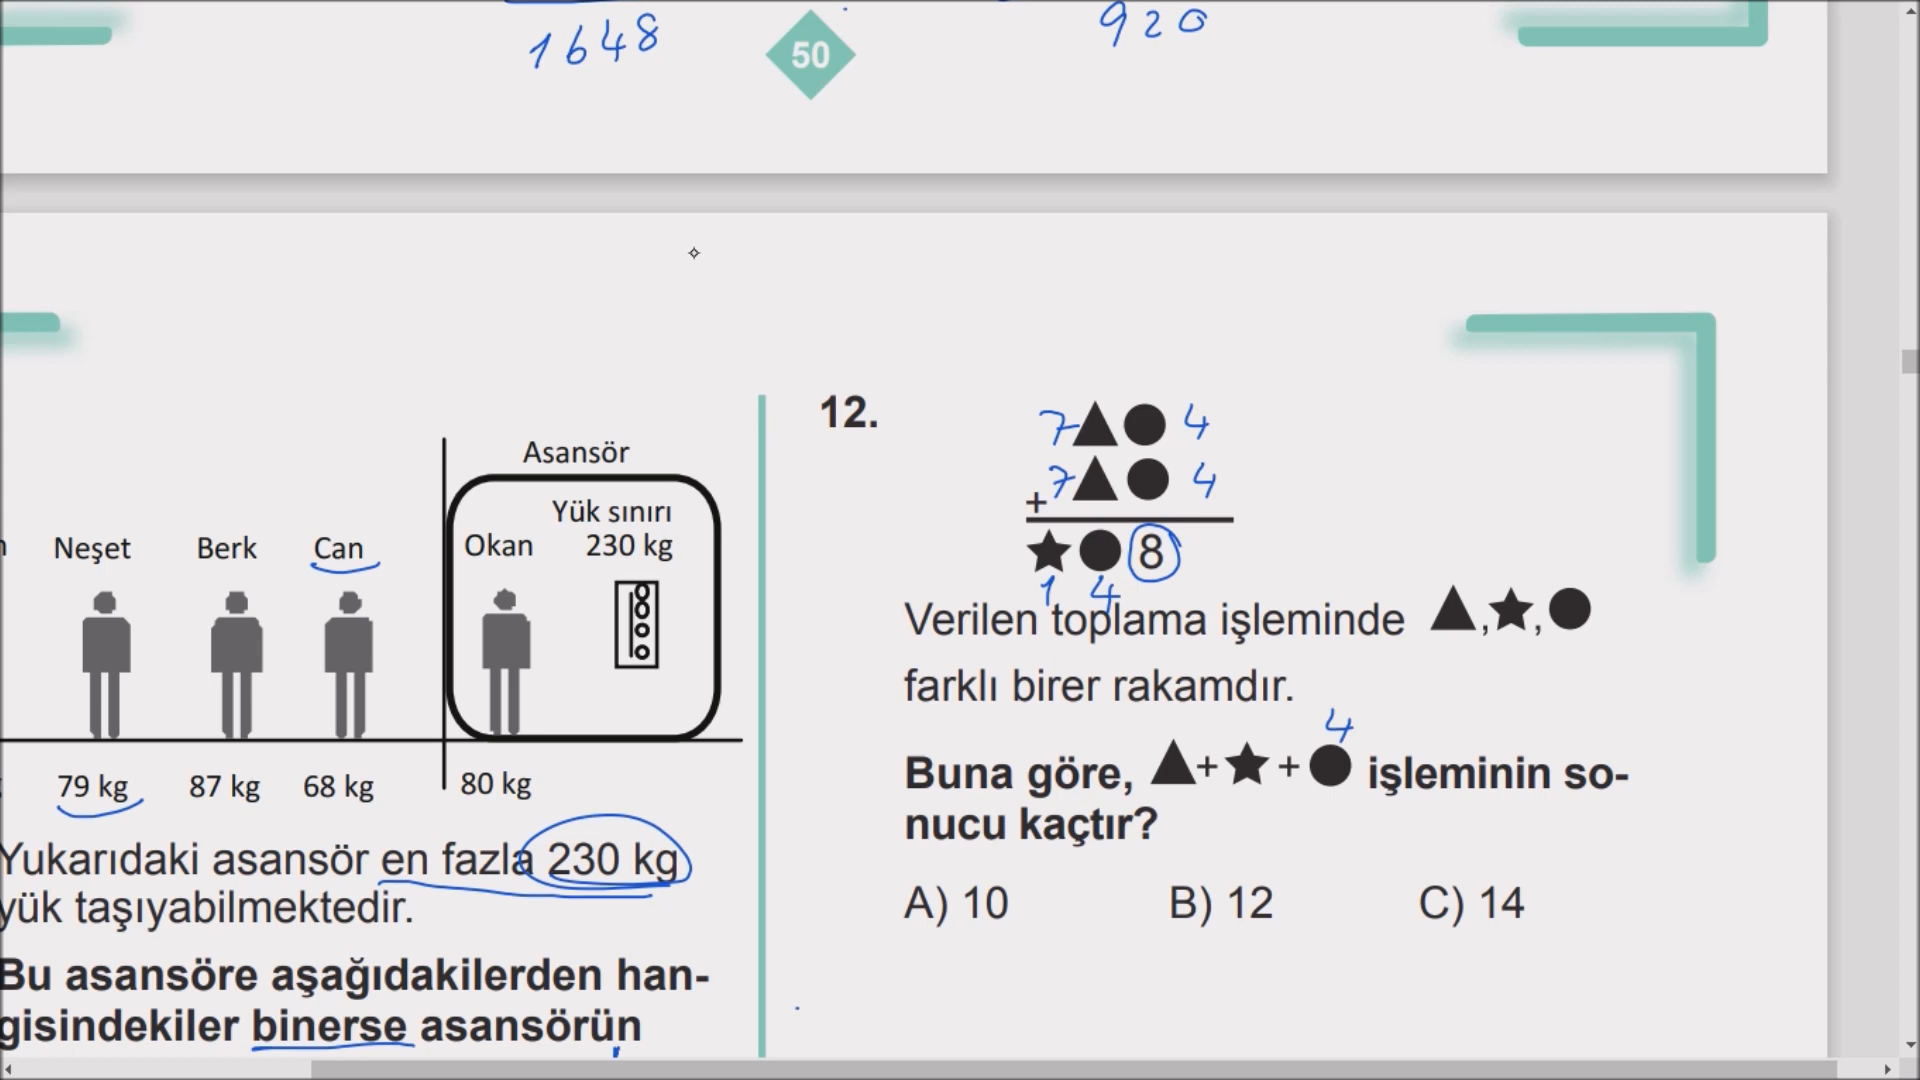 1648
920
50
Asansör
Yük sınırı
230 kg
Neşet
Berk
Can
Okan
79 kg
87 kg
68 kg
80 kg
Yukarıdaki asansör en fazla 230 kg
yük taşıyabilmektedir.
Bu asansöre aşağıdakilerden han-
gisindekiler binerse asansörün
12.
7▲● 4
7▲● 4
+
★●8
1 4
Verilen toplama işleminde ▲,★,●
farklı birer rakamdır.
4
Buna göre, ▲+★+● işleminin so-
nucu kaçtır?
A) 10 B) 12 C) 14